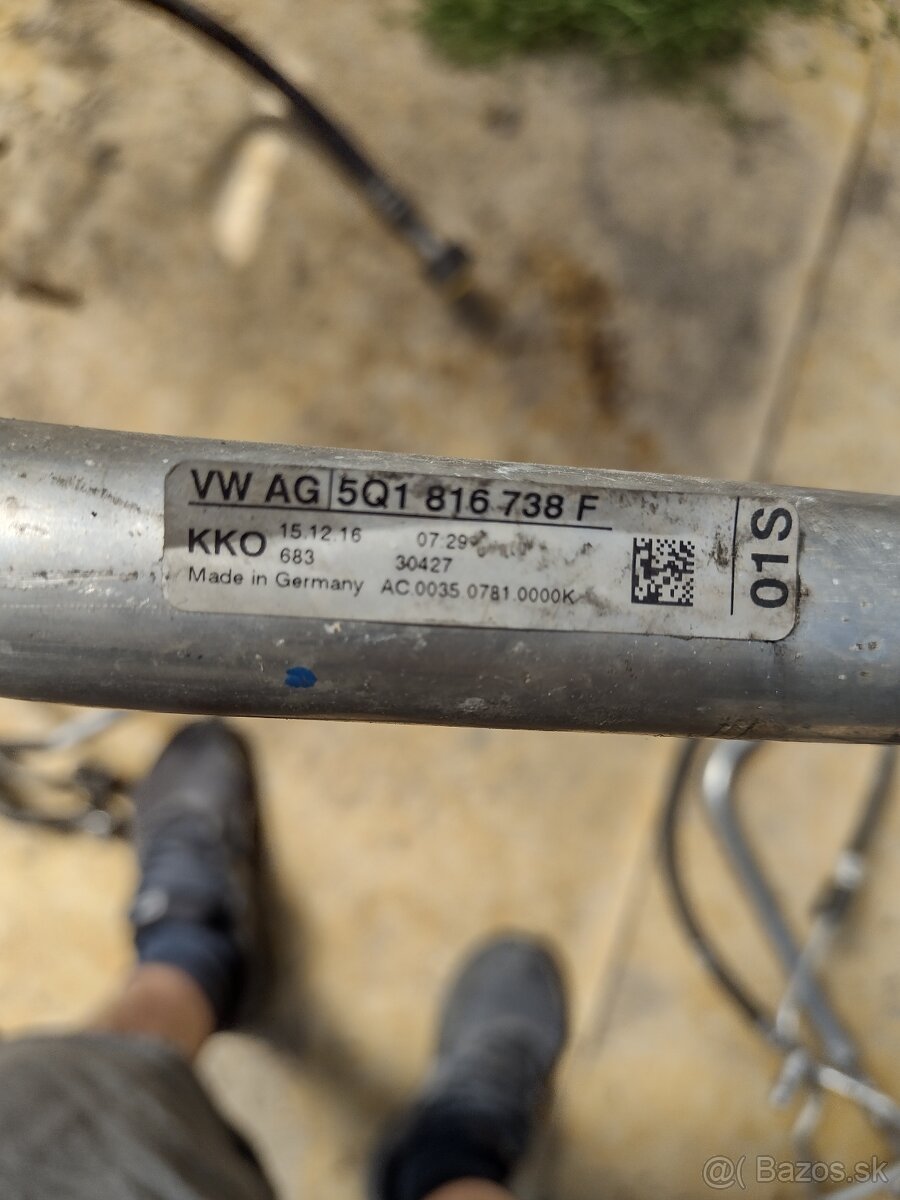 VW AG 5Q1 816 738 F
KKO 15.12.16 07:29
683 30427
Made in Germany AC.0035.0781.0000K
01S
@( Bazos.sk